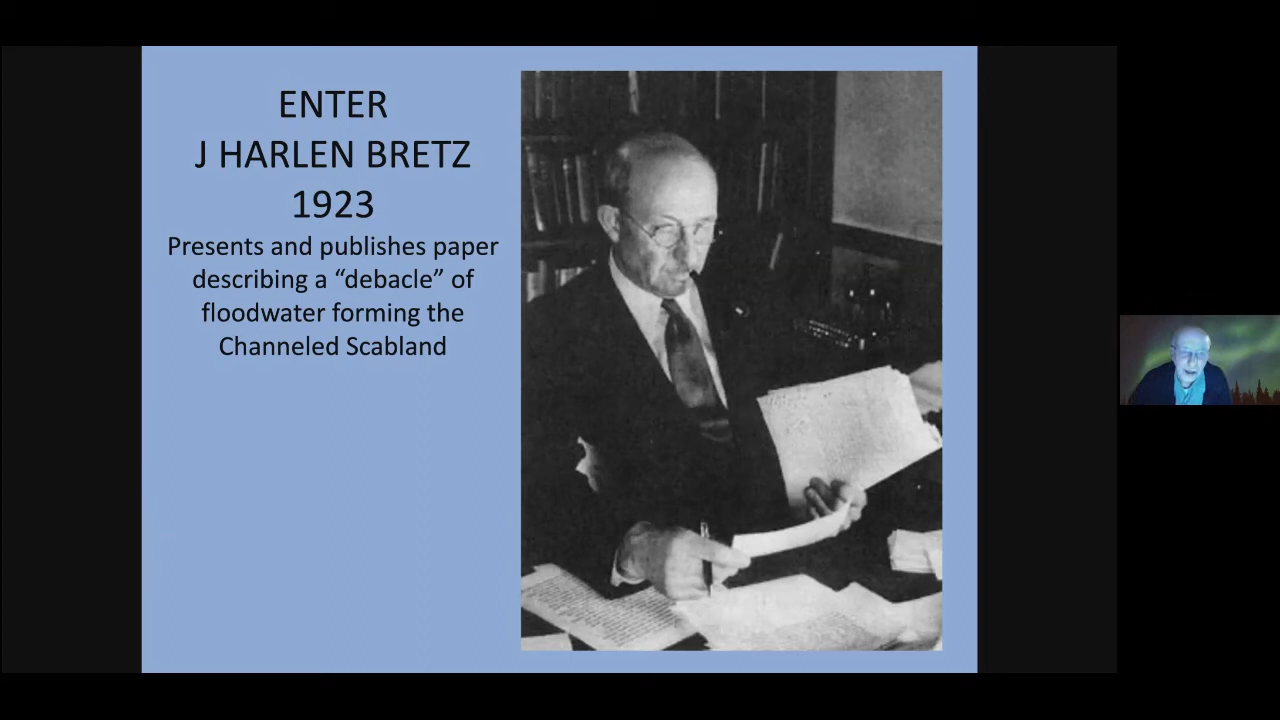 ENTER
J HARLEN BRETZ
1923
Presents and publishes paper
describing a “debacle” of
floodwater forming the
Channeled Scabland